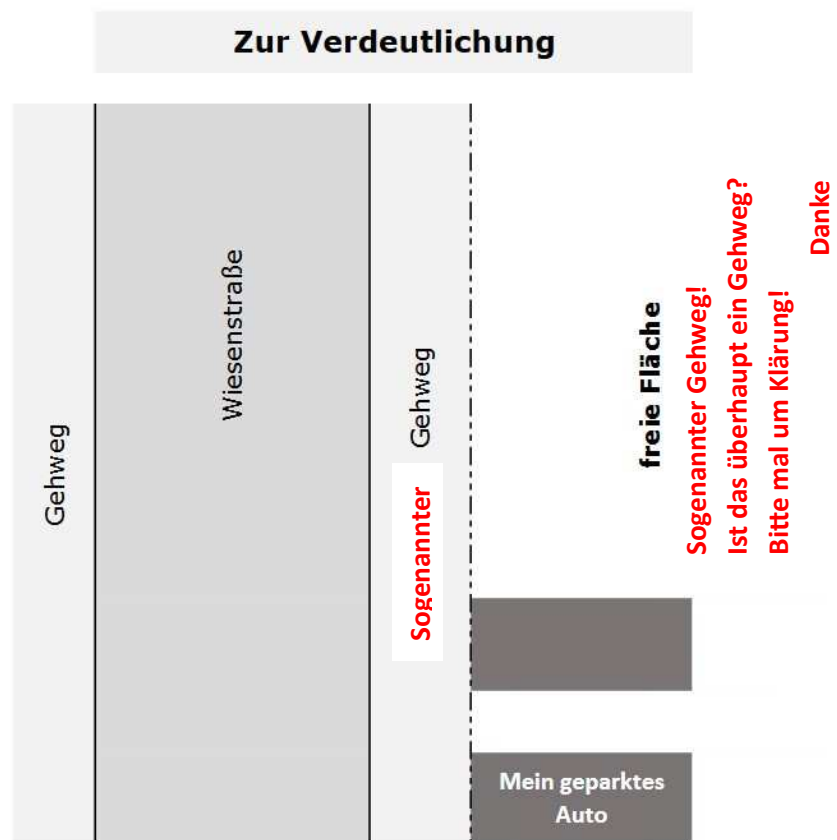 Zur Verdeutlichung
Gehweg
Wiesenstraße
Sogenannter Gehweg
freie Fläche
Sogenannter Gehweg!
Ist das überhaupt ein Gehweg?
Bitte mal um Klärung!
Danke
Mein geparktes
Auto